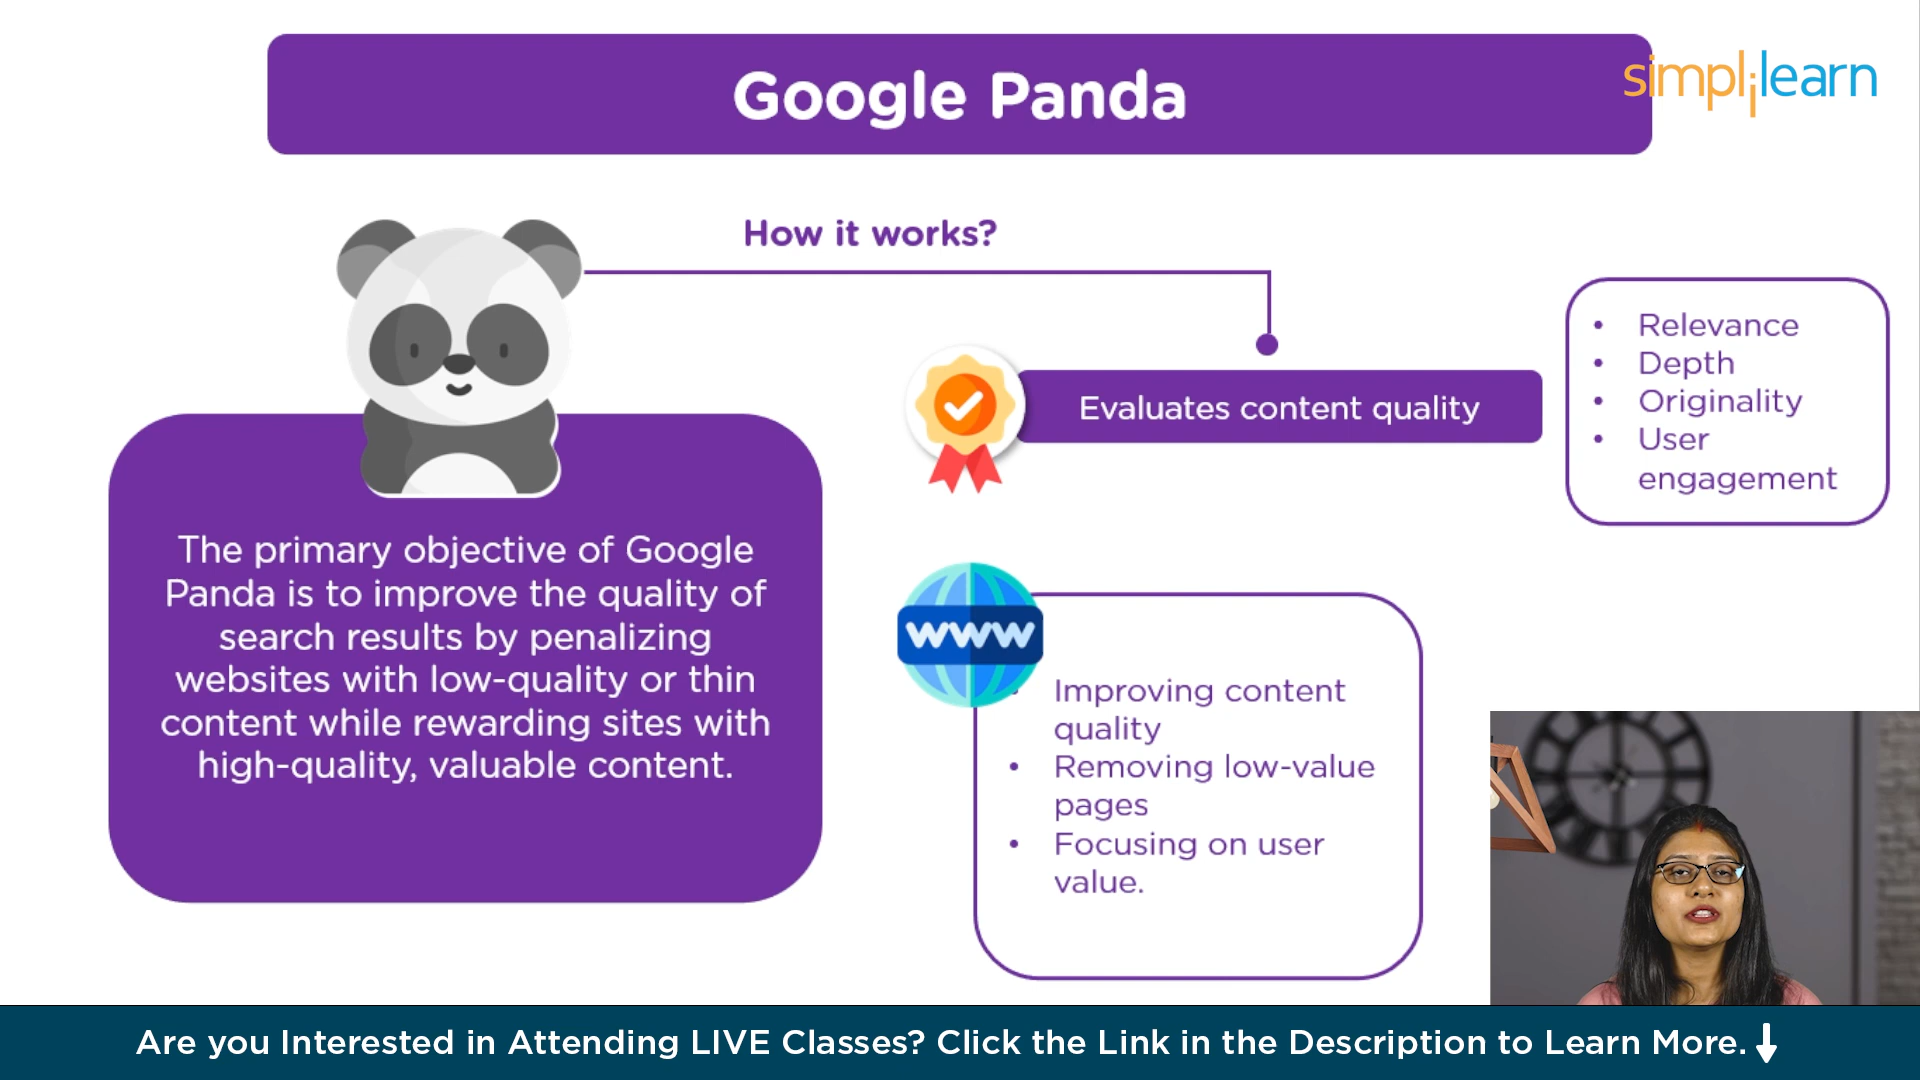 Google Panda
simplilearn
How it works?
Evaluates content quality
• Relevance
• Depth
• Originality
• User
engagement
The primary objective of Google
Panda is to improve the quality of
search results by penalizing
websites with low-quality or thin
content while rewarding sites with
high-quality, valuable content.
www
• Improving content
quality
• Removing low-value
pages
• Focusing on user
value.
Are you Interested in Attending LIVE Classes? Click the Link in the Description to Learn More.